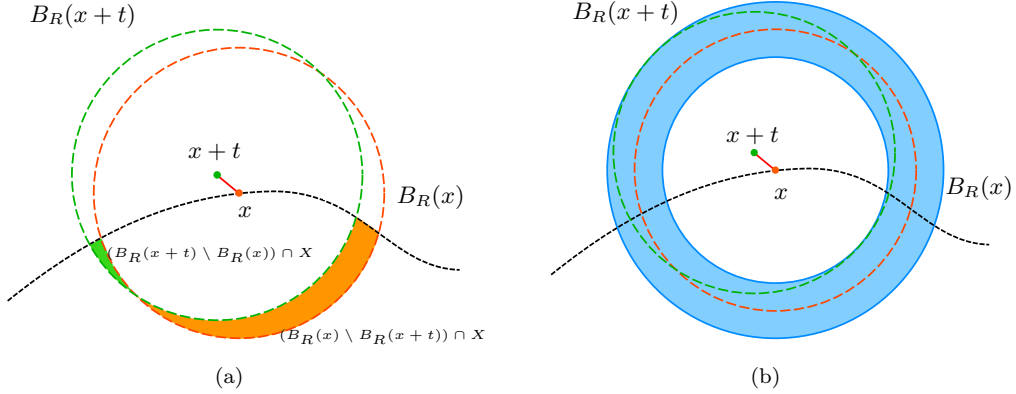 B_R(x + t)
x + t
x
B_R(x)
(B_R(x + t) \ B_R(x)) ∩ X
(B_R(x) \ B_R(x + t)) ∩ X
(a)
B_R(x + t)
x + t
x
B_R(x)
(b)